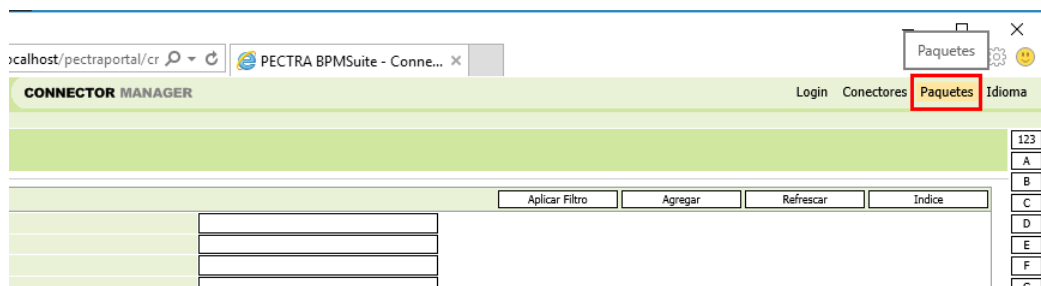 Paquetes
ocalhost/pectraportal/cr
PECTRA BPMSuite - Conne...
CONNECTOR MANAGER
Login Conectores Paquetes Idioma
123
A
B
Aplicar Filtro Agregar Refrescar Indice
C
D
E
F